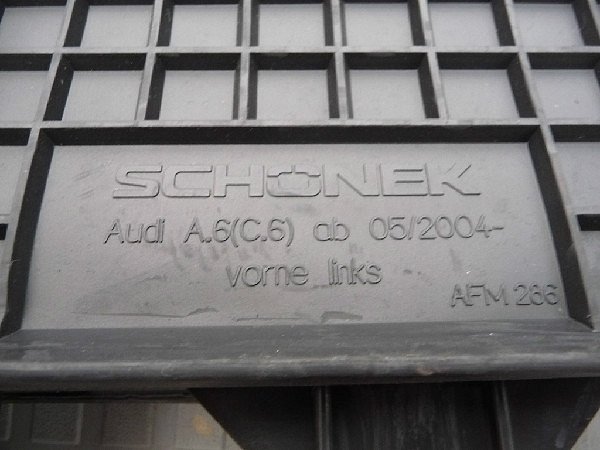 SCHÖNEK
Audi A.6(C.6) ab 05/2004-
vorne links
AFM 266